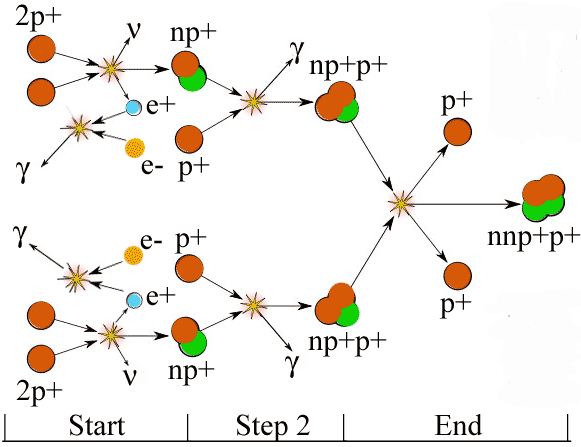 2p+
ν
np+
γ
np+p+
p+
e+
γ
e-
p+
nnp+p+
γ
e-
p+
e+
p+
np+p+
2p+
ν
np+
γ
Start
Step 2
End